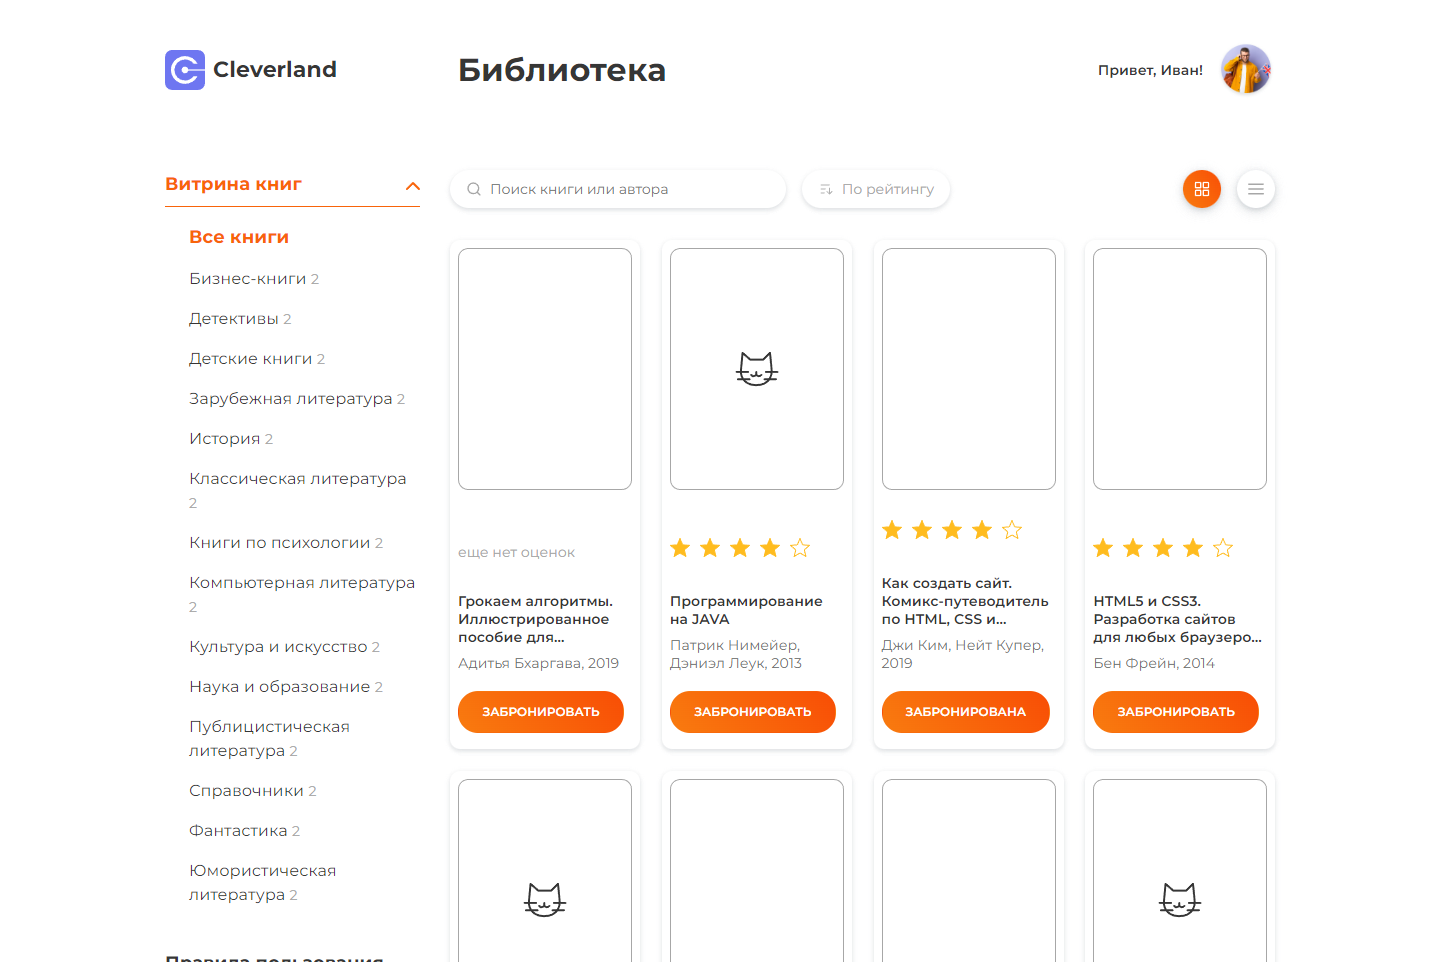 Cleverland
Библиотека
Привет, Иван!
Витрина книг
Все книги
Бизнес-книги 2
Детективы 2
Детские книги 2
Зарубежная литература 2
История 2
Классическая литература
2
Книги по психологии 2
Компьютерная литература
2
Культура и искусство 2
Наука и образование 2
Публицистическая
литература 2
Справочники 2
Фантастика 2
Юмористическая
литература 2
Правила пользования
Поиск книги или автора
По рейтингу
еще нет оценок
Грокаем алгоритмы.
Иллюстрированное
пособие для...
Адитья Бхаргава, 2019
ЗАБРОНИРОВАТЬ
Программирование
на JAVA
Патрик Нимейер,
Дэниэл Леук, 2013
ЗАБРОНИРОВАТЬ
Как создать сайт.
Комикс-путеводитель
по HTML, CSS и...
Джи Ким, Нейт Купер,
2019
ЗАБРОНИРОВАНА
HTML5 и CSS3.
Разработка сайтов
для любых браузеро...
Бен Фрейн, 2014
ЗАБРОНИРОВАТЬ